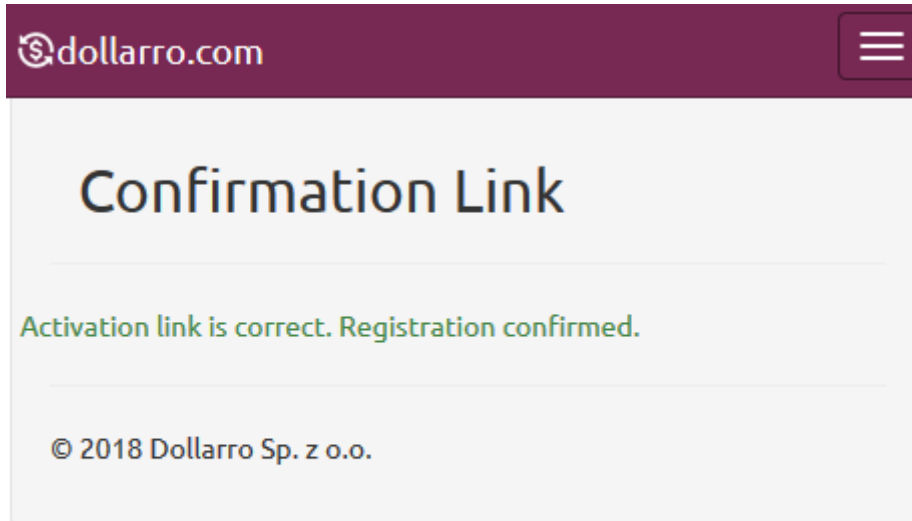 dollarro.com
Confirmation Link
Activation link is correct. Registration confirmed.
© 2018 Dollarro Sp. z o.o.